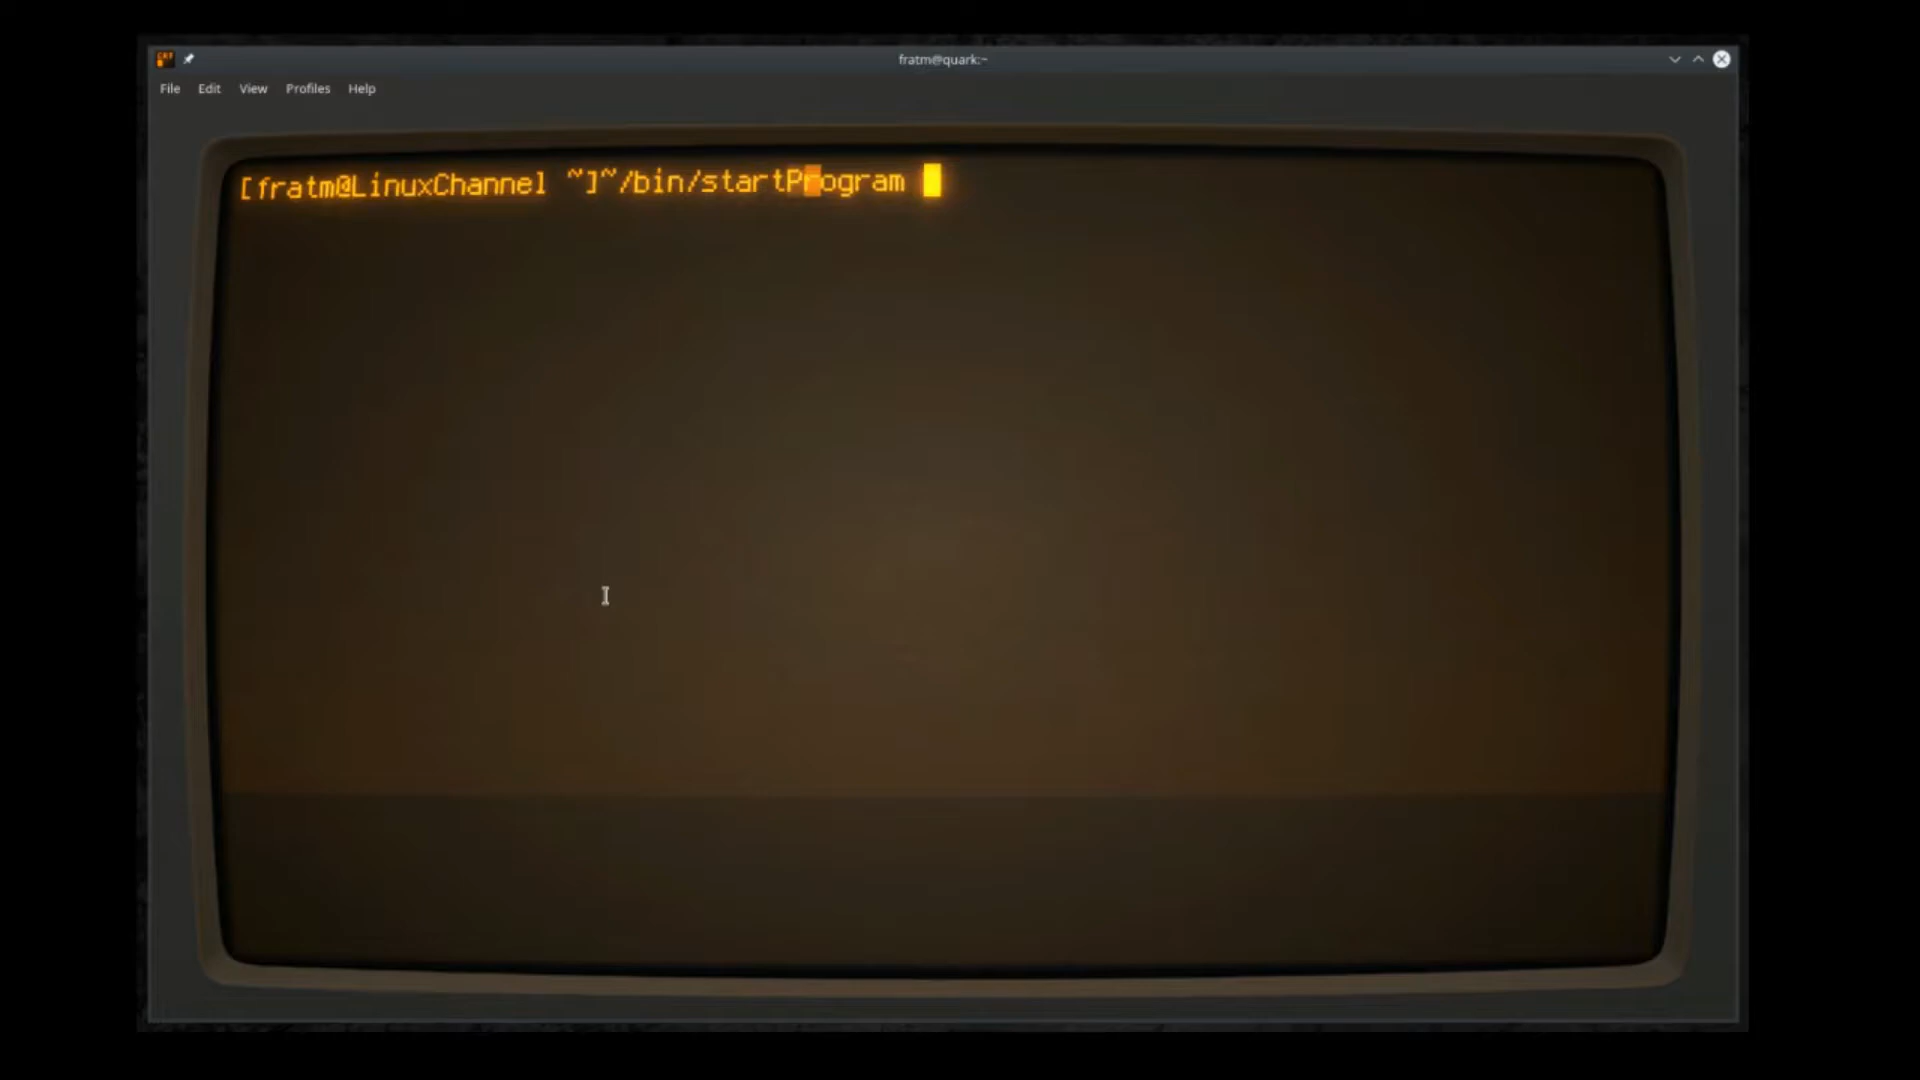 fratm@quark:~
File Edit View Profiles Help
[fratm@LinuxChannel ~]~/bin/startProgram